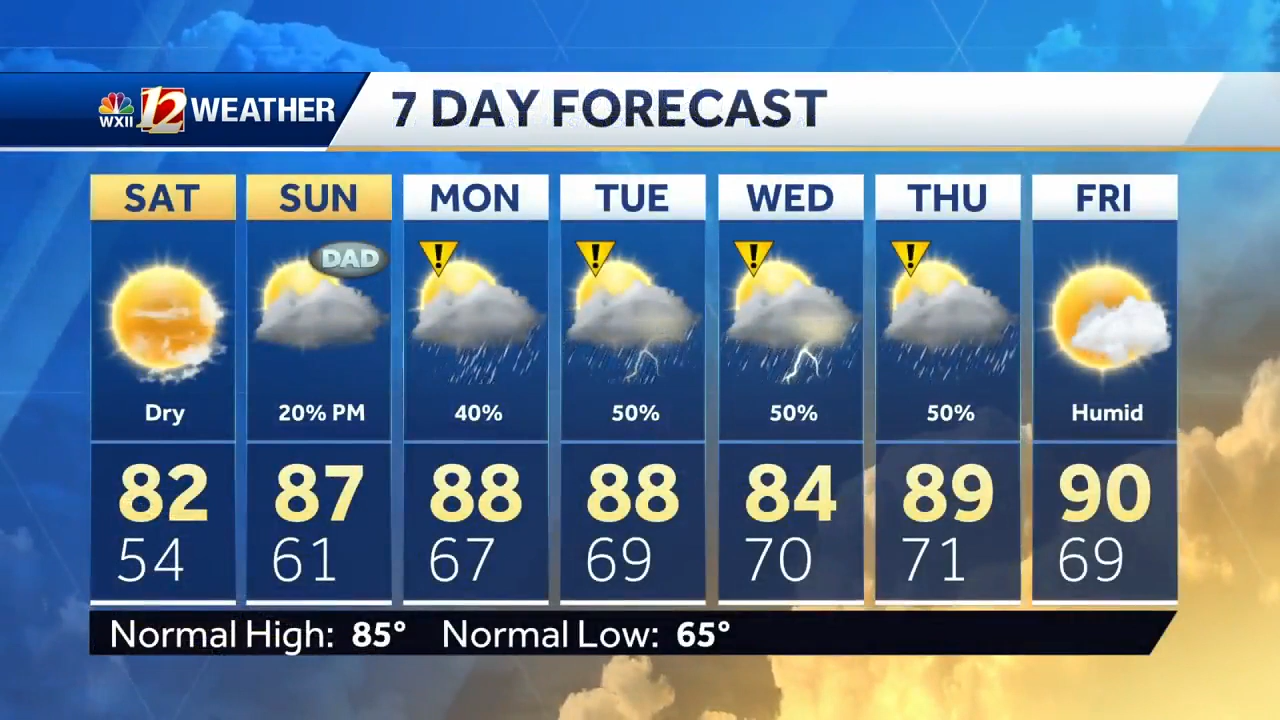 WXII 12 WEATHER
7 DAY FORECAST
SAT SUN MON TUE WED THU FRI
DAD ! ! ! !
Dry 20% PM 40% 50% 50% 50% Humid
82 87 88 88 84 89 90
54 61 67 69 70 71 69
Normal High: 85° Normal Low: 65°